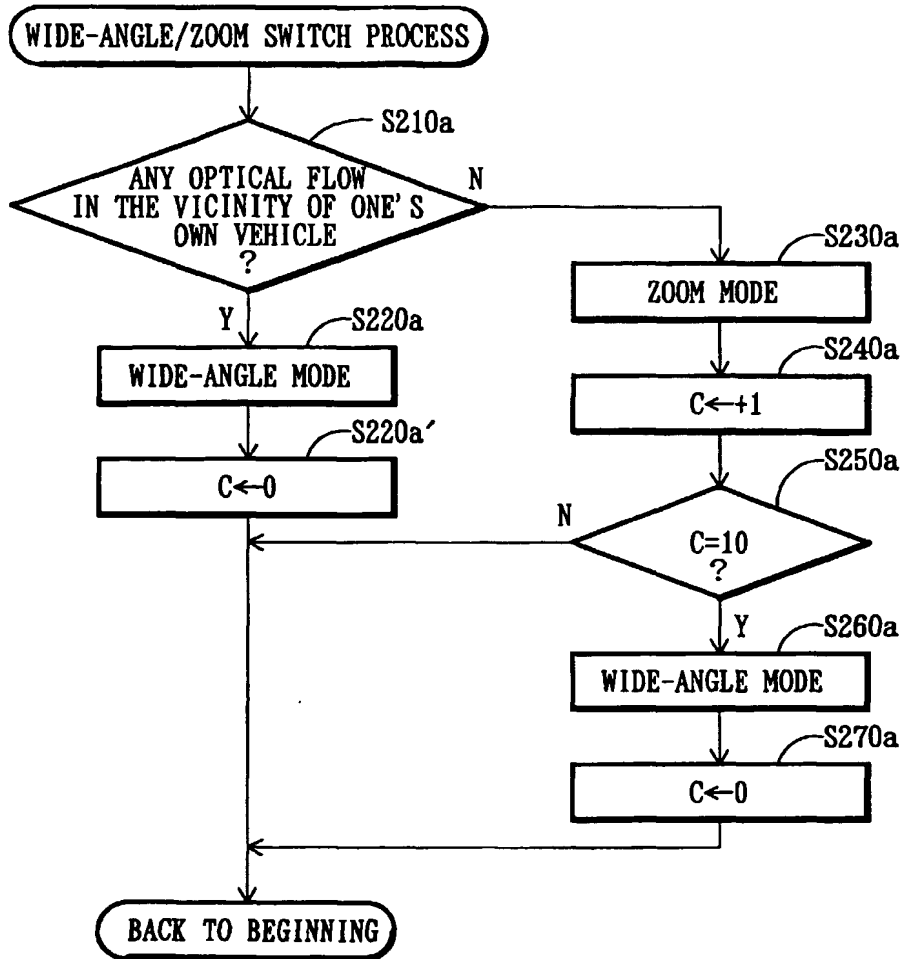 WIDE-ANGLE/ZOOM SWITCH PROCESS
S210a
ANY OPTICAL FLOW
IN THE VICINITY OF ONE'S
OWN VEHICLE
?
N
Y
S220a
WIDE-ANGLE MODE
S220a′
C←0
S230a
ZOOM MODE
S240a
C←+1
S250a
C=10
?
N
Y
S260a
WIDE-ANGLE MODE
S270a
C←0
BACK TO BEGINNING